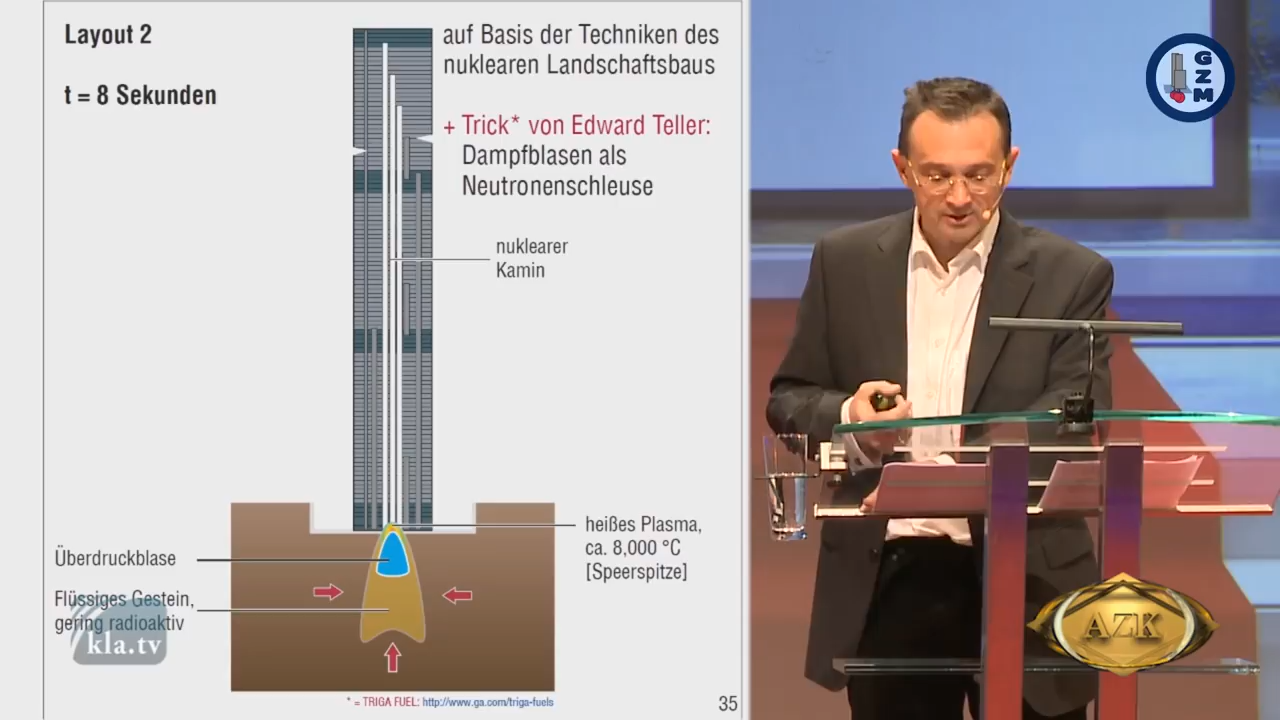 Layout 2
t = 8 Sekunden
auf Basis der Techniken des
nuklearen Landschaftsbaus
+ Trick* von Edward Teller:
Dampfblasen als
Neutronenschleuse
nuklearer
Kamin
heißes Plasma,
ca. 8,000 °C
[Speerspitze]
Überdruckblase
Flüssiges Gestein,
gering radioaktiv
kla.tv
* = TRIGA FUEL: http://www.ga.com/triga-fuels
35
GZM
AZK